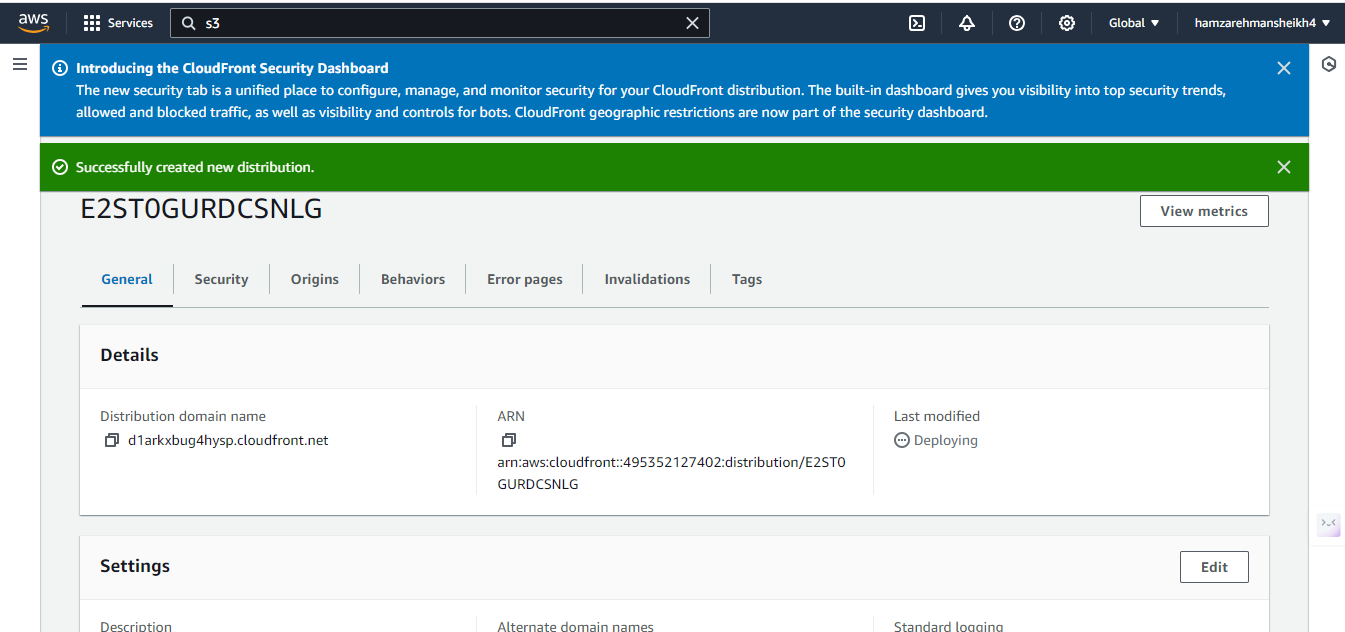 aws
Services
s3
Global
hamzarehmansheikh4
Introducing the CloudFront Security Dashboard
The new security tab is a unified place to configure, manage, and monitor security for your CloudFront distribution. The built-in dashboard gives you visibility into top security trends,
allowed and blocked traffic, as well as visibility and controls for bots. CloudFront geographic restrictions are now part of the security dashboard.
Successfully created new distribution.
E2ST0GURDCSNLG
View metrics
General
Security
Origins
Behaviors
Error pages
Invalidations
Tags
Details
Distribution domain name
d1arkxbug4hysp.cloudfront.net
ARN
arn:aws:cloudfront::495352127402:distribution/E2ST0
GURDCSNLG
Last modified
Deploying
Settings
Edit
Description
Alternate domain names
Standard logging